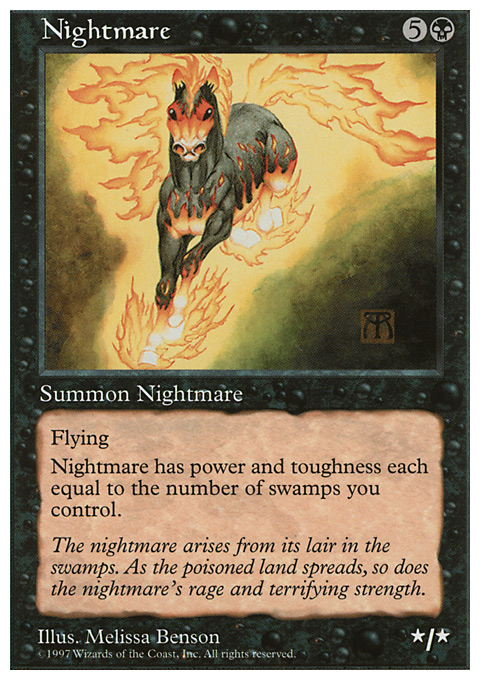 Nightmare 5
Summon Nightmare
Flying
Nightmare has power and toughness each
equal to the number of swamps you
control.
The nightmare arises from its lair in the
swamps. As the poisoned land spreads, so does
the nightmare's rage and terrifying strength.
Illus. Melissa Benson
*/*
©1997 Wizards of the Coast, Inc. All rights reserved.